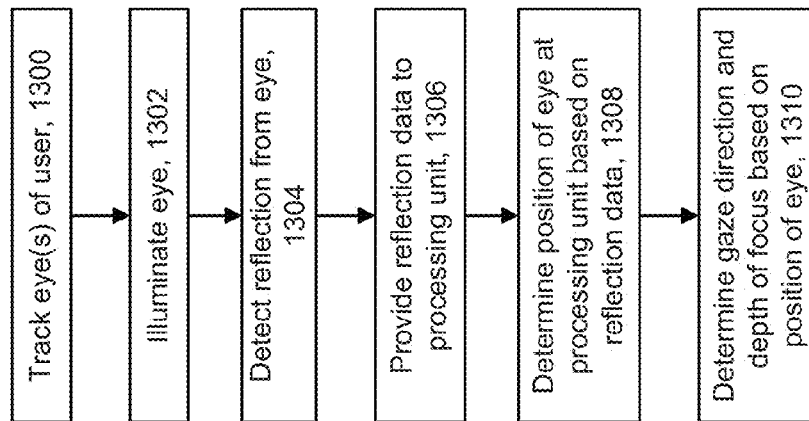 Track eye(s) of user, 1300
Illuminate eye, 1302
Detect reflection from eye,
1304
Provide reflection data to
processing unit, 1306
Determine position of eye at
processing unit based on
reflection data, 1308
Determine gaze direction and
depth of focus based on
position of eye, 1310